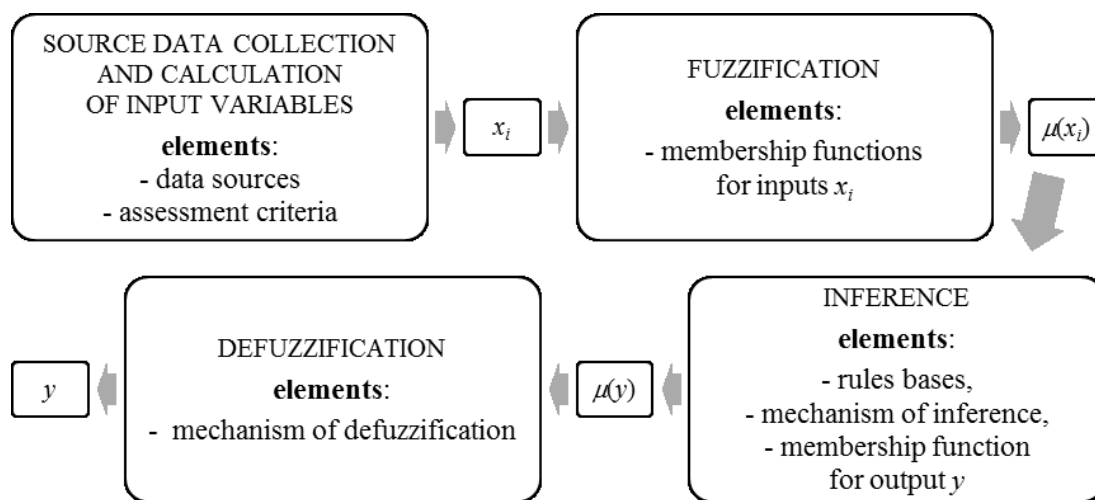 SOURCE DATA COLLECTION
AND CALCULATION
OF INPUT VARIABLES
elements:
- data sources
- assessment criteria
xi
FUZZIFICATION
elements:
- membership functions
for inputs xi
μ(xi)
INFERENCE
elements:
- rules bases,
- mechanism of inference,
- membership function
for output y
μ(y)
DEFUZZIFICATION
elements:
- mechanism of defuzzification
y